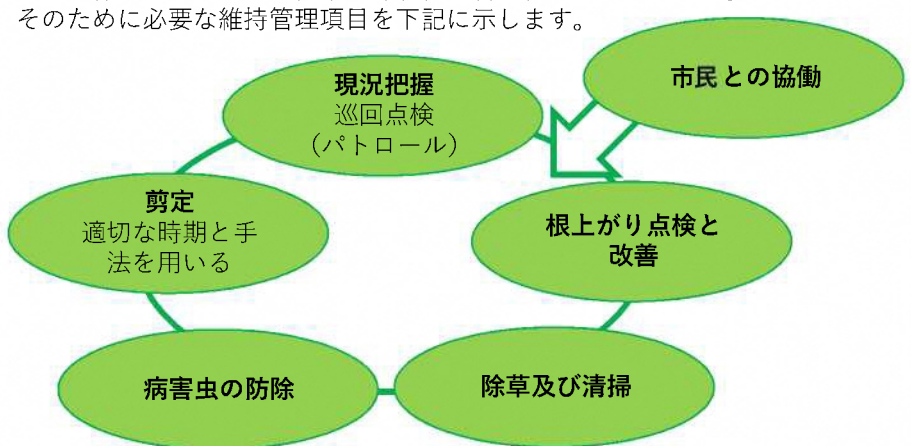 そのために必要な維持管理項目を下記に示します。
市民との協働
現況把握
巡回点検
（パトロール）
剪定
適切な時期と手
法を用いる
根上がり点検と
改善
病害虫の防除
除草及び清掃